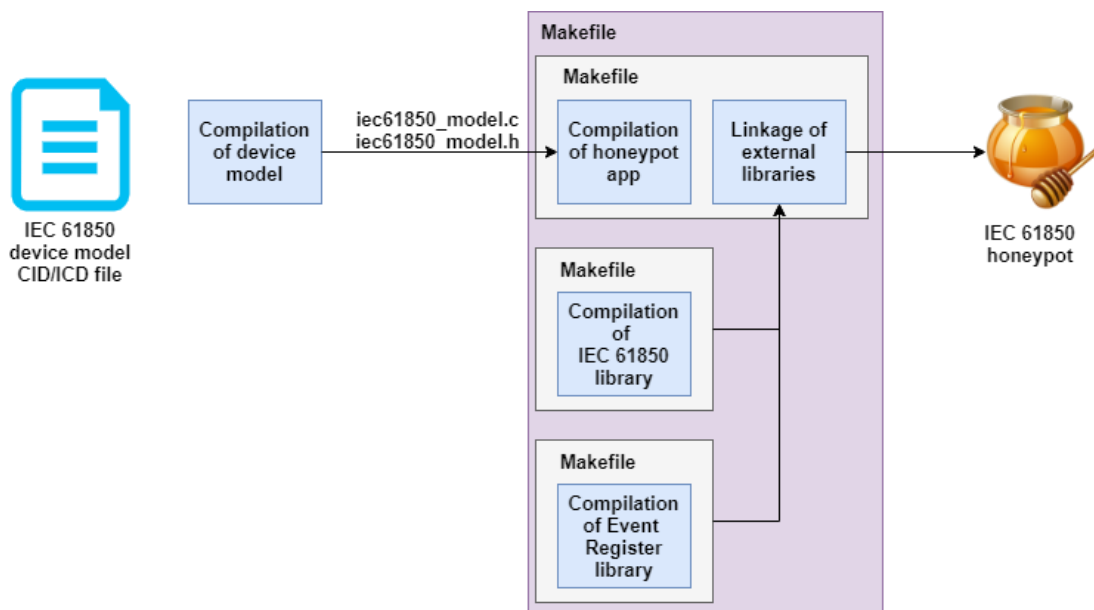 Makefile
Makefile
iec61850_model.c
iec61850_model.h
Compilation
of device
model
Compilation
of honeypot
app
Linkage of
external
libraries
IEC 61850
device model
CID/ICD file
IEC 61850
honeypot
Makefile
Compilation
of
IEC 61850
library
Makefile
Compilation
of Event
Register
library